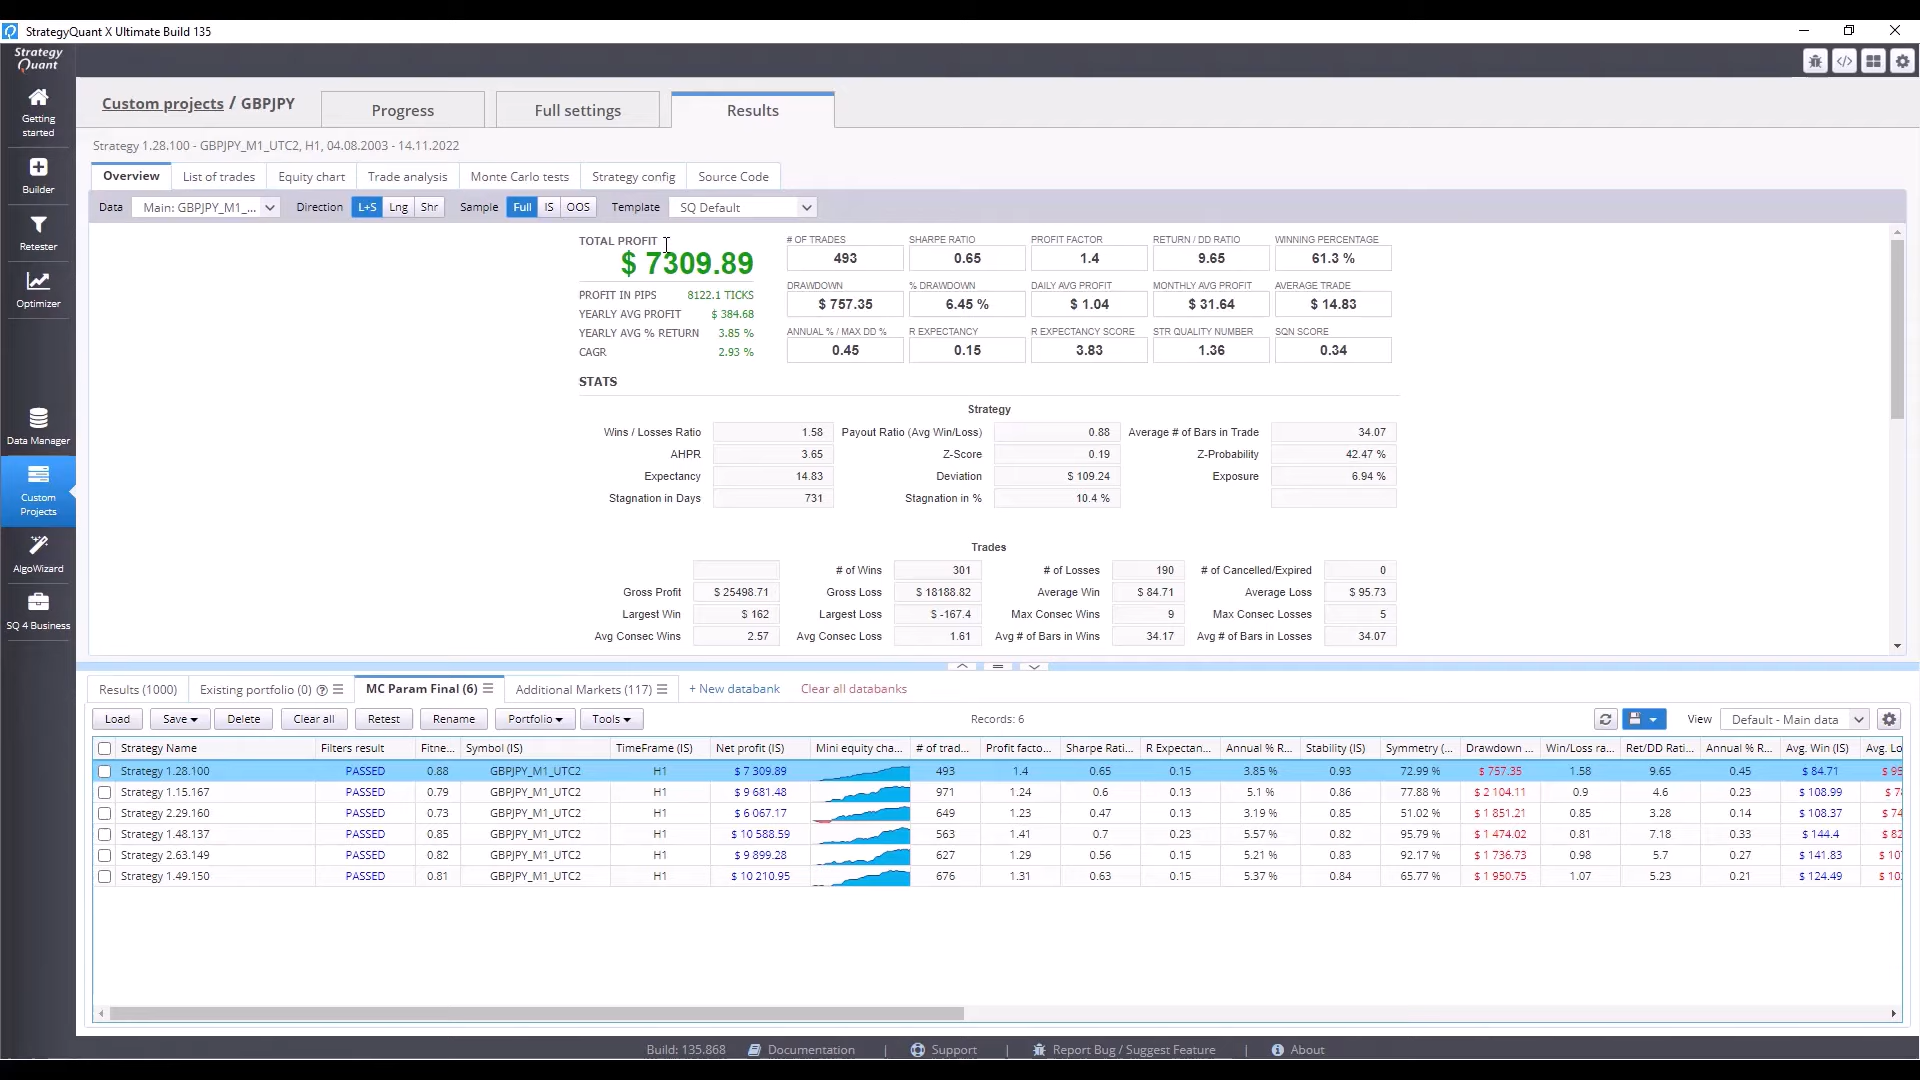 StrategyQuant X Ultimate Build 135
Strategy
Quant
Getting
started
Builder
Retester
Optimizer
Data Manager
Custom
Projects
AlgoWizard
SQ 4 Business
Custom projects / GBPJPY
Progress
Full settings
Results
Strategy 1.28.100 - GBPJPY_M1_UTC2, H1, 04.08.2003 - 14.11.2022
Overview List of trades Equity chart Trade analysis Monte Carlo tests Strategy config Source Code
Data Main: GBPJPY_M1_... Direction L+S Lng Shr Sample Full IS OOS Template SQ Default
TOTAL PROFIT
$ 7309.89
PROFIT IN PIPS 8122.1 TICKS
YEARLY AVG PROFIT $ 384.68
YEARLY AVG % RETURN 3.85 %
CAGR 2.93 %
# OF TRADES SHARPE RATIO PROFIT FACTOR RETURN / DD RATIO WINNING PERCENTAGE
493 0.65 1.4 9.65 61.3 %
DRAWDOWN % DRAWDOWN DAILY AVG PROFIT MONTHLY AVG PROFIT AVERAGE TRADE
$ 757.35 6.45 % $ 1.04 $ 31.64 $ 14.83
ANNUAL % / MAX DD % R EXPECTANCY R EXPECTANCY SCORE STR QUALITY NUMBER SQN SCORE
0.45 0.15 3.83 1.36 0.34
STATS
Strategy
Wins / Losses Ratio 1.58 Payout Ratio (Avg Win/Loss) 0.88 Average # of Bars in Trade 34.07
AHPR 3.65 Z-Score 0.19 Z-Probability 42.47 %
Expectancy 14.83 Deviation $ 109.24 Exposure 6.94 %
Stagnation in Days 731 Stagnation in % 10.4 %
Trades
# of Wins 301 # of Losses 190 # of Cancelled/Expired 0
Gross Profit $ 25498.71 Gross Loss $ 18188.82 Average Win $ 84.71 Average Loss $ 95.73
Largest Win $ 162 Largest Loss $ -167.4 Max Consec Wins 9 Max Consec Losses 5
Avg Consec Wins 2.57 Avg Consec Loss 1.61 Avg # of Bars in Wins 34.17 Avg # of Bars in Losses 34.07
Results (1000) Existing portfolio (0) MC Param Final (6) Additional Markets (117) + New databank Clear all databanks
Load Save Delete Clear all Retest Rename Portfolio Tools Records: 6 View Default - Main data
Strategy Name Filters result Fitne... Symbol (IS) TimeFrame (IS) Net profit (IS) Mini equity cha... # of trad... Profit facto... Sharpe Rati... R Expectan... Annual % R... Stability (IS) Symmetry (... Drawdown ... Win/Loss ra... Ret/DD Rati... Annual % R... Avg. Win (IS) Avg. Lo
Strategy 1.28.100 PASSED 0.88 GBPJPY_M1_UTC2 H1 $ 7 309.89 493 1.4 0.65 0.15 3.85 % 0.93 72.99 % $ 757.35 1.58 9.65 0.45 $ 84.71 $ 95
Strategy 1.15.167 PASSED 0.79 GBPJPY_M1_UTC2 H1 $ 9 681.48 971 1.24 0.6 0.13 5.1 % 0.86 77.88 % $ 2 104.11 0.9 4.6 0.23 $ 108.99 $ 7
Strategy 2.29.160 PASSED 0.73 GBPJPY_M1_UTC2 H1 $ 6 067.17 649 1.23 0.47 0.13 3.19 % 0.85 51.02 % $ 1 851.21 0.85 3.28 0.14 $ 108.37 $ 74
Strategy 1.48.137 PASSED 0.85 GBPJPY_M1_UTC2 H1 $ 10 588.59 563 1.41 0.7 0.23 5.57 % 0.82 95.79 % $ 1 474.02 0.81 7.18 0.33 $ 144.4 $ 82
Strategy 2.63.149 PASSED 0.82 GBPJPY_M1_UTC2 H1 $ 9 899.28 627 1.29 0.56 0.15 5.21 % 0.83 92.17 % $ 1 736.73 0.98 5.7 0.27 $ 141.83 $ 10
Strategy 1.49.150 PASSED 0.81 GBPJPY_M1_UTC2 H1 $ 10 210.95 676 1.31 0.63 0.15 5.37 % 0.84 65.77 % $ 1 950.75 1.07 5.23 0.21 $ 124.49 $ 10
Build: 135.868 Documentation | Support | Report Bug / Suggest Feature | About